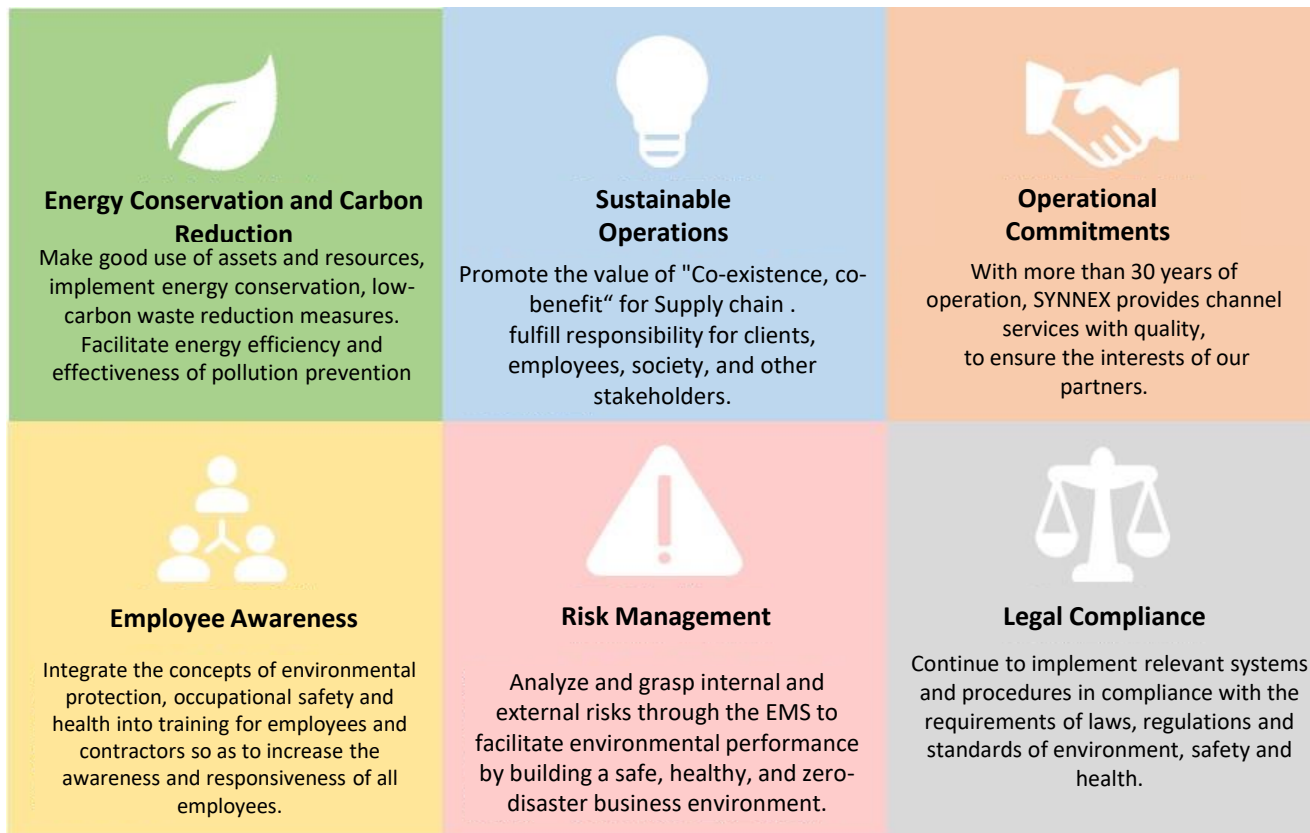 Energy Conservation and Carbon
Reduction
Make good use of assets and resources,
implement energy conservation, low-
carbon waste reduction measures.
Facilitate energy efficiency and
effectiveness of pollution prevention
Sustainable
Operations
Promote the value of "Co-existence, co-
benefit“ for Supply chain .
fulfill responsibility for clients,
employees, society, and other
stakeholders.
Operational
Commitments
With more than 30 years of
operation, SYNNEX provides channel
services with quality,
to ensure the interests of our
partners.
Employee Awareness
Integrate the concepts of environmental
protection, occupational safety and
health into training for employees and
contractors so as to increase the
awareness and responsiveness of all
employees.
Risk Management
Analyze and grasp internal and
external risks through the EMS to
facilitate environmental performance
by building a safe, healthy, and zero-
disaster business environment.
Legal Compliance
Continue to implement relevant systems
and procedures in compliance with the
requirements of laws, regulations and
standards of environment, safety and
health.